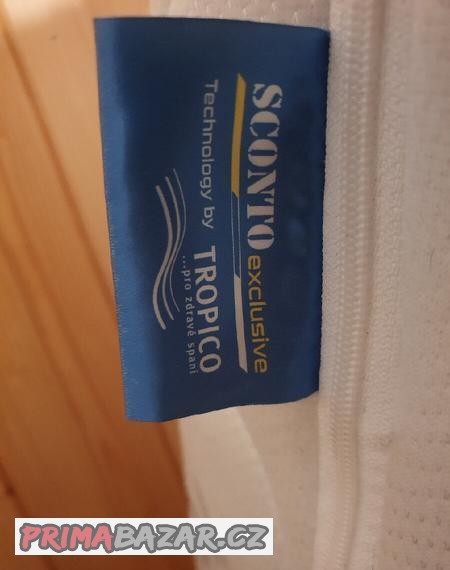 SCONTO exclusive
Technology by TROPICO
...pro zdravé spaní
PRIMABAZAR.CZ